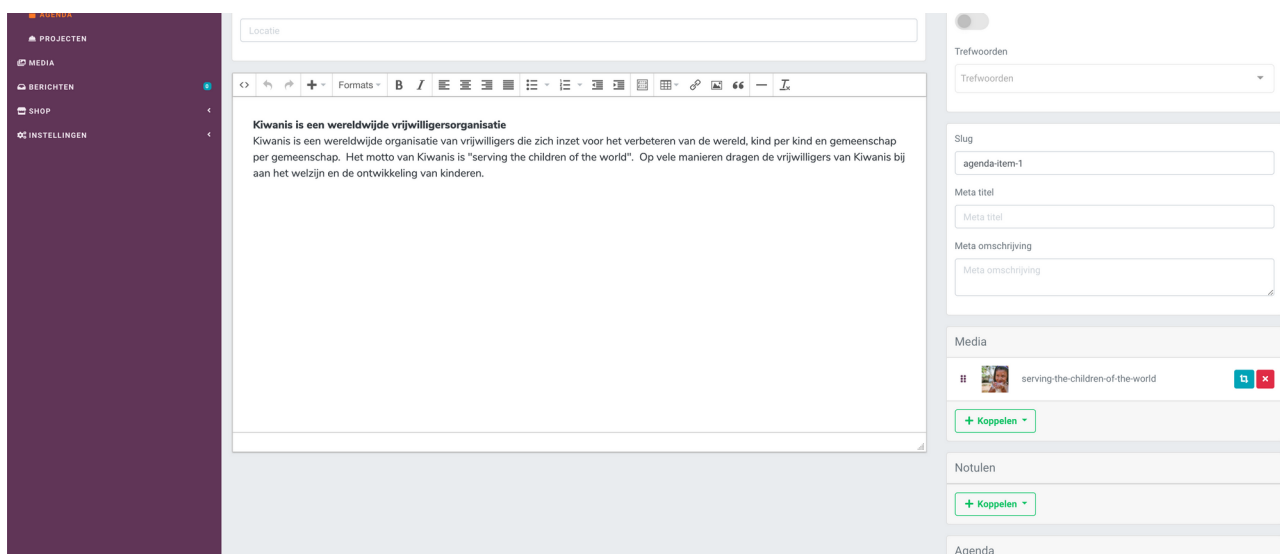 AGENDA
PROJECTEN
MEDIA
BERICHTEN 0
SHOP
INSTELLINGEN
Locatie
Formats
Kiwanis is een wereldwijde vrijwilligersorganisatie
Kiwanis is een wereldwijde organisatie van vrijwilligers die zich inzet voor het verbeteren van de wereld, kind per kind en gemeenschap
per gemeenschap.  Het motto van Kiwanis is "serving the children of the world".  Op vele manieren dragen de vrijwilligers van Kiwanis bij
aan het welzijn en de ontwikkeling van kinderen.
Trefwoorden
Trefwoorden
Slug
agenda-item-1
Meta titel
Meta titel
Meta omschrijving
Meta omschrijving
Media
serving-the-children-of-the-world
+ Koppelen
Notulen
+ Koppelen
Agenda